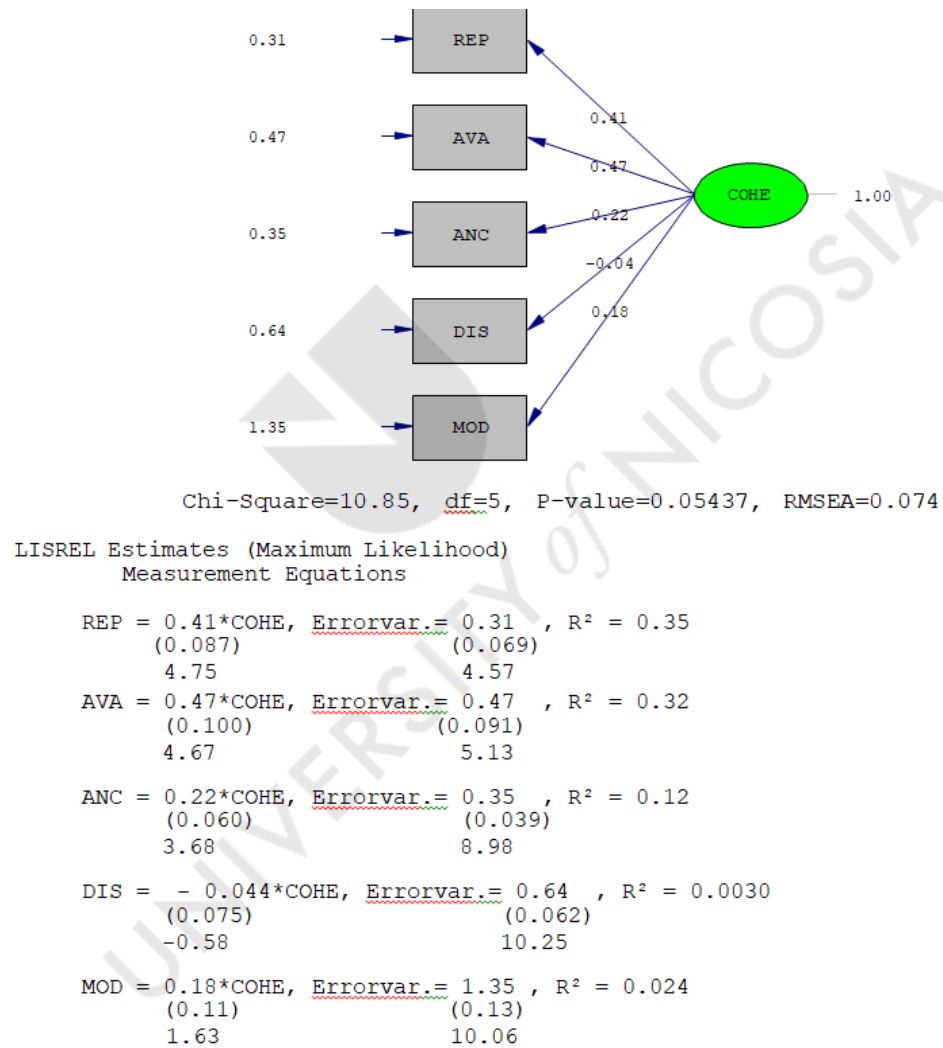 0.31 REP
0.41
0.47 AVA
0.47
COHE 1.00
0.22
0.35 ANC
-0.04
0.18
0.64 DIS
1.35 MOD
Chi-Square=10.85, df=5, P-value=0.05437, RMSEA=0.074
LISREL Estimates (Maximum Likelihood)
Measurement Equations
REP = 0.41*COHE, Errorvar.= 0.31 , R² = 0.35
(0.087) (0.069)
4.75 4.57
AVA = 0.47*COHE, Errorvar.= 0.47 , R² = 0.32
(0.100) (0.091)
4.67 5.13
ANC = 0.22*COHE, Errorvar.= 0.35 , R² = 0.12
(0.060) (0.039)
3.68 8.98
DIS = - 0.044*COHE, Errorvar.= 0.64 , R² = 0.0030
(0.075) (0.062)
-0.58 10.25
MOD = 0.18*COHE, Errorvar.= 1.35 , R² = 0.024
(0.11) (0.13)
1.63 10.06
UNIVERSITY of NICOSIA